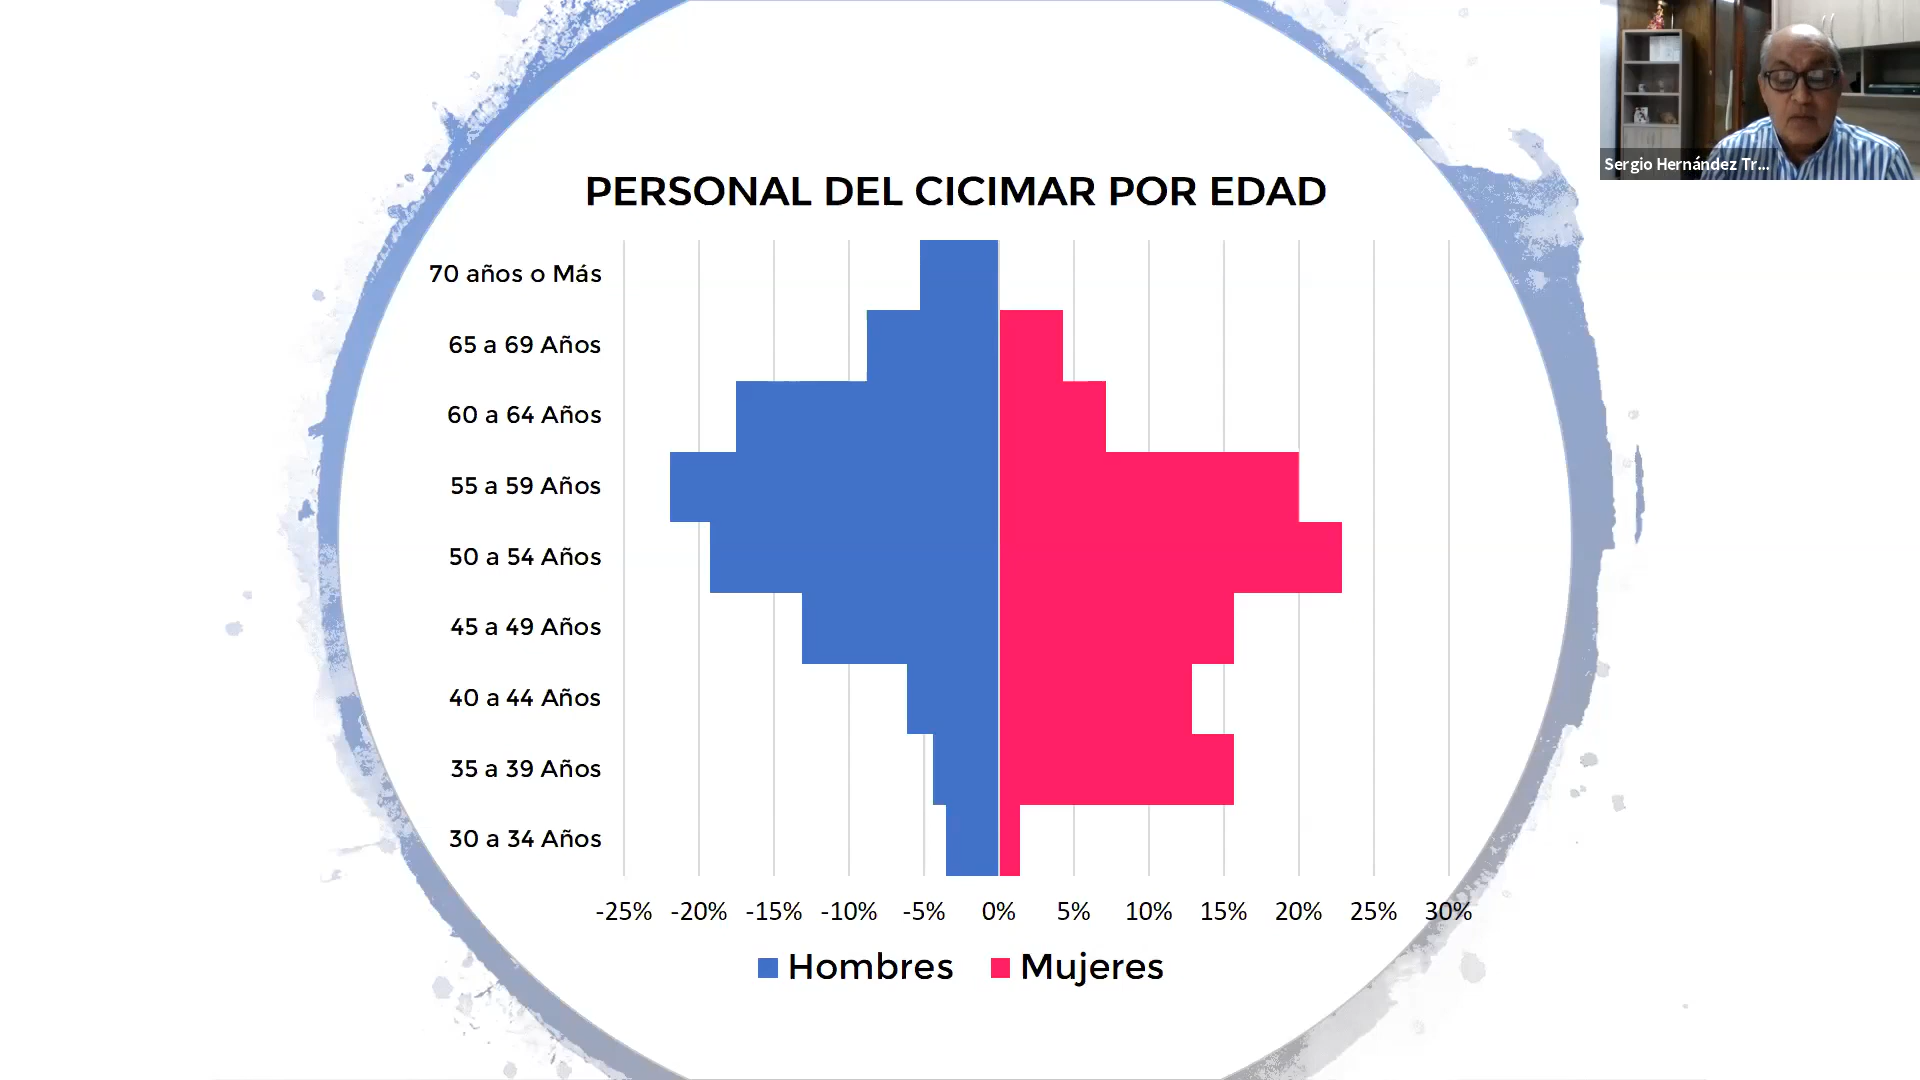 Sergio Hernández Tr...
PERSONAL DEL CICIMAR POR EDAD
70 años o Más
65 a 69 Años
60 a 64 Años
55 a 59 Años
50 a 54 Años
45 a 49 Años
40 a 44 Años
35 a 39 Años
30 a 34 Años
-25% -20% -15% -10% -5% 0% 5% 10% 15% 20% 25% 30%
Hombres Mujeres